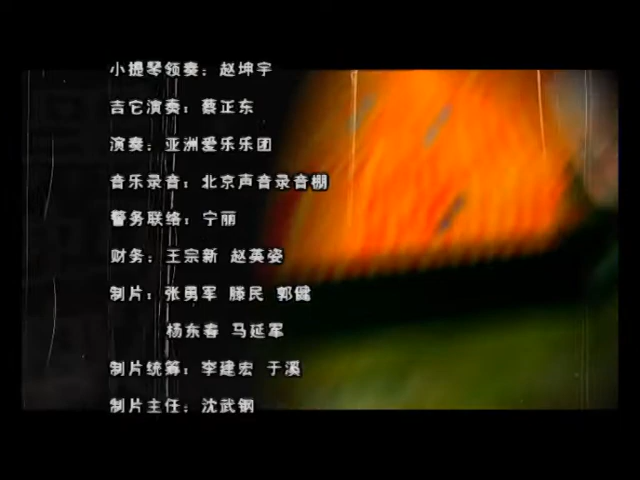 小提琴领奏：赵坤宇
吉它演奏：蔡正东
演奏：亚洲爱乐乐团
音乐录音：北京声音录音棚
警务联络：宁丽
财务：王宗新 赵英姿
制片：张勇军 滕民 郭健
杨东春 马延军
制片统筹：李建宏 于溪
制片主任：沈武钢